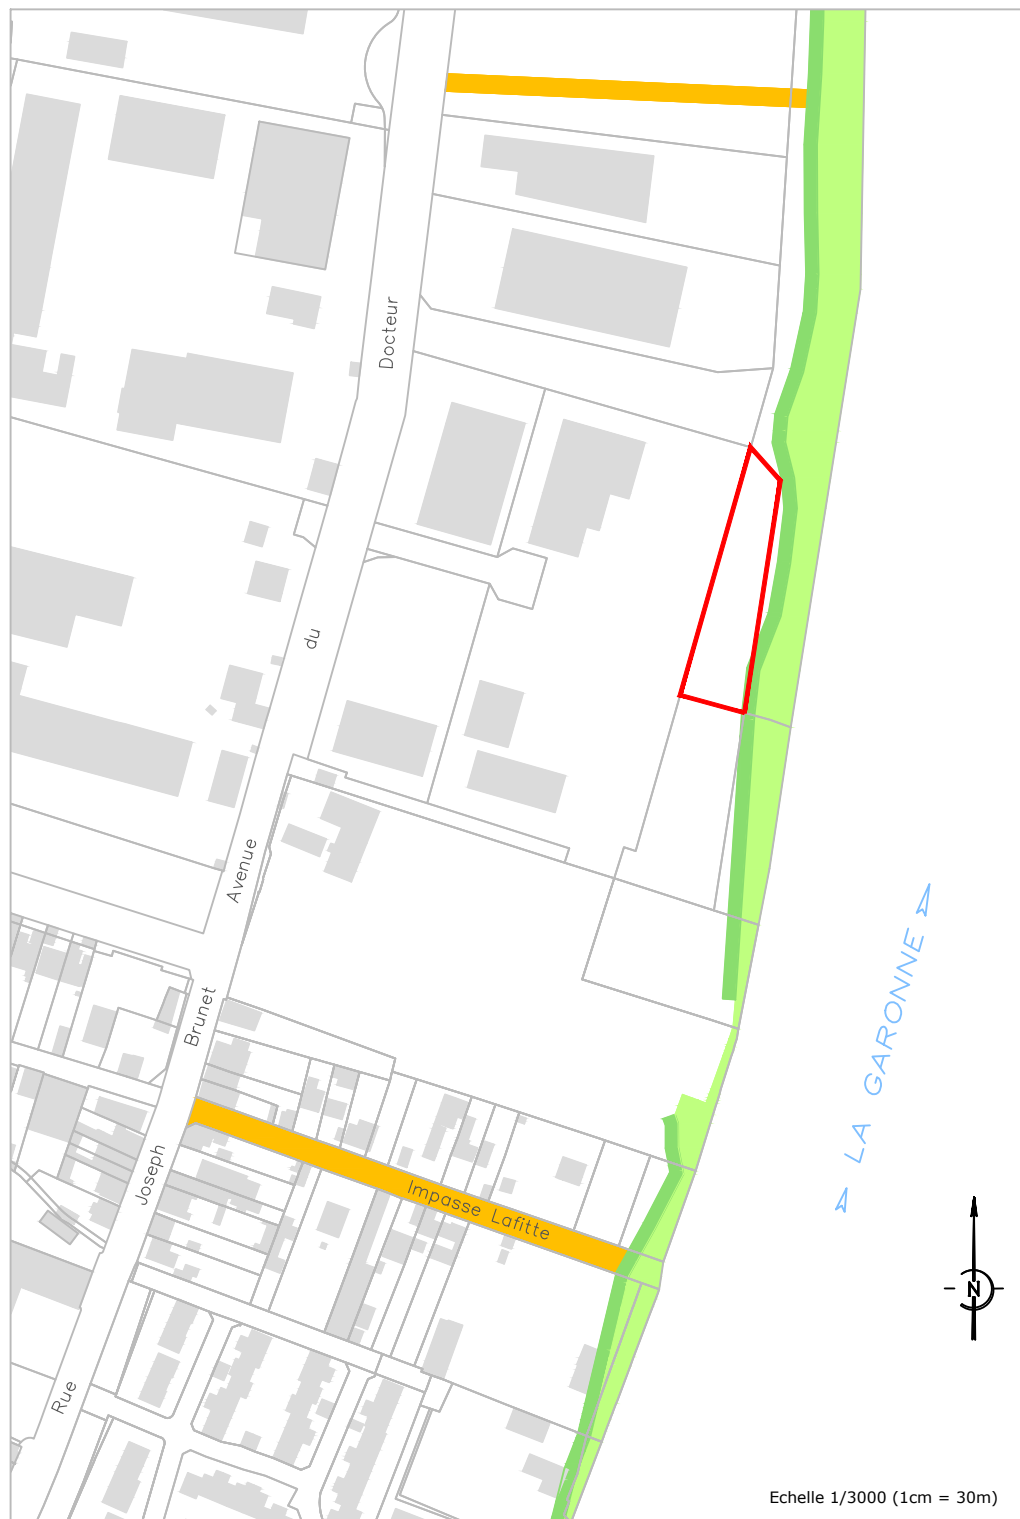 Docteur
du
Avenue
Brunet
Joseph
Rue
Impasse Lafitte
LA GARONNE
N
Echelle 1/3000 (1cm = 30m)